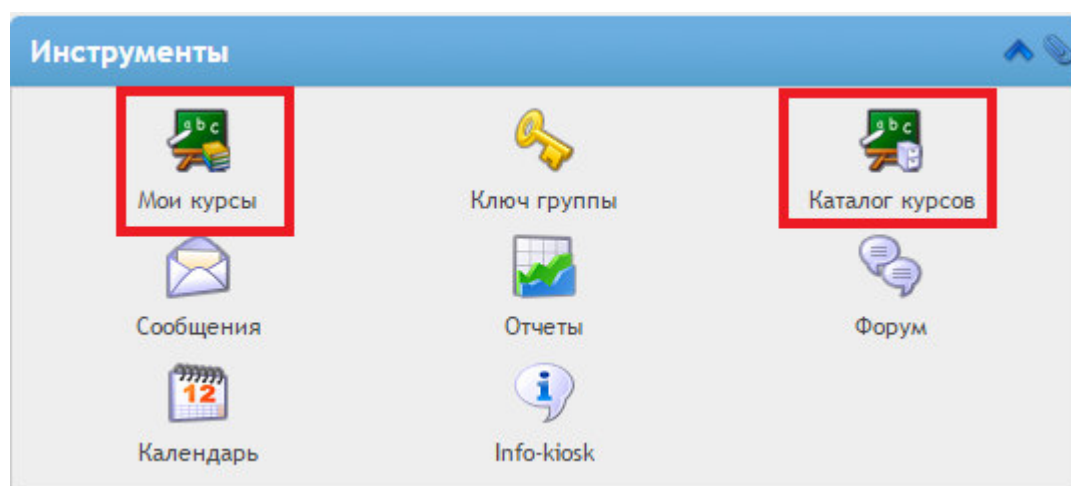 Инструменты
abc abc
Мои курсы Ключ группы Каталог курсов
Сообщения Отчеты Форум
12
Календарь Info-kiosk